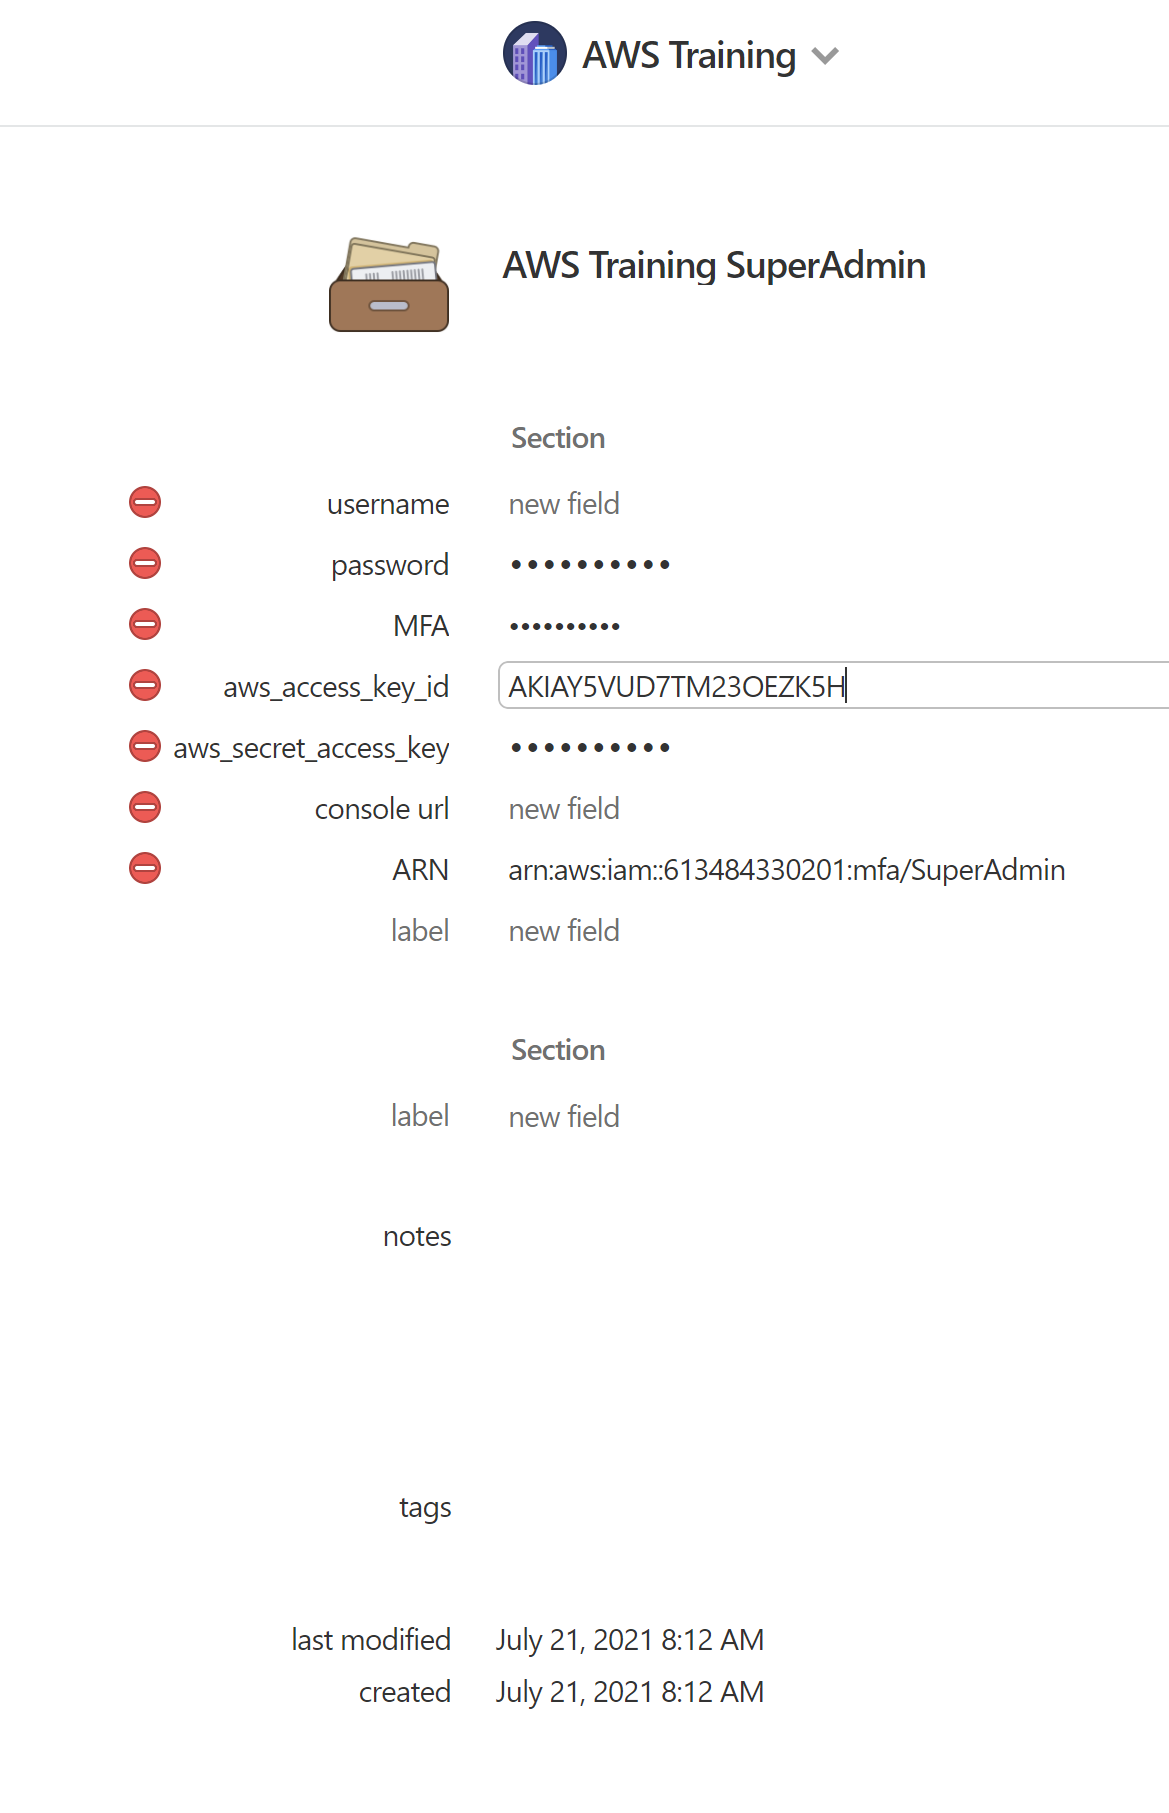 AWS Training
AWS Training SuperAdmin
Section
username new field
password ••••••••••
MFA ••••••••••
aws_access_key_id AKIAY5VUD7TM23OEZK5H
aws_secret_access_key ••••••••••
console url new field
ARN arn:aws:iam::613484330201:mfa/SuperAdmin
label new field
Section
label new field
notes
tags
last modified July 21, 2021 8:12 AM
created July 21, 2021 8:12 AM